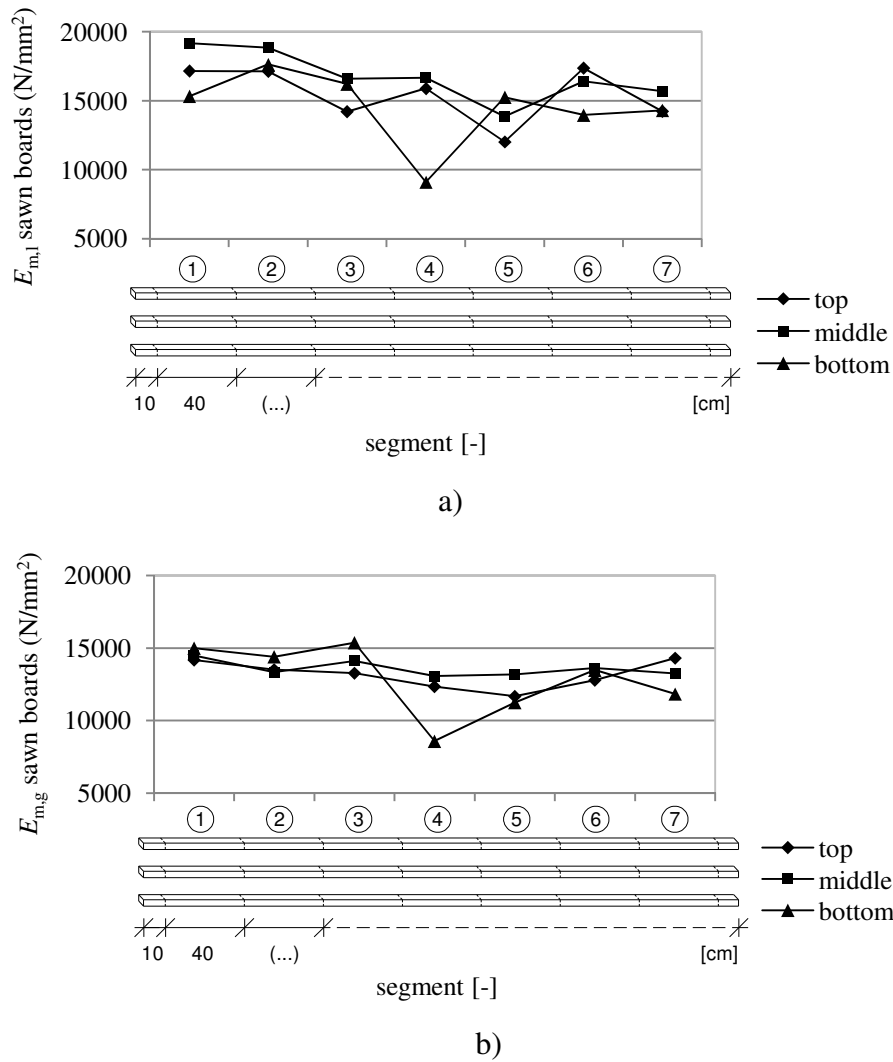 20000
15000
10000
5000
E_m,l sawn boards (N/mm²)
① ② ③ ④ ⑤ ⑥ ⑦
top
middle
bottom
10 40 (...) [cm]
segment [-]
a)
20000
15000
10000
5000
E_m,g sawn boards (N/mm²)
① ② ③ ④ ⑤ ⑥ ⑦
top
middle
bottom
10 40 (...) [cm]
segment [-]
b)